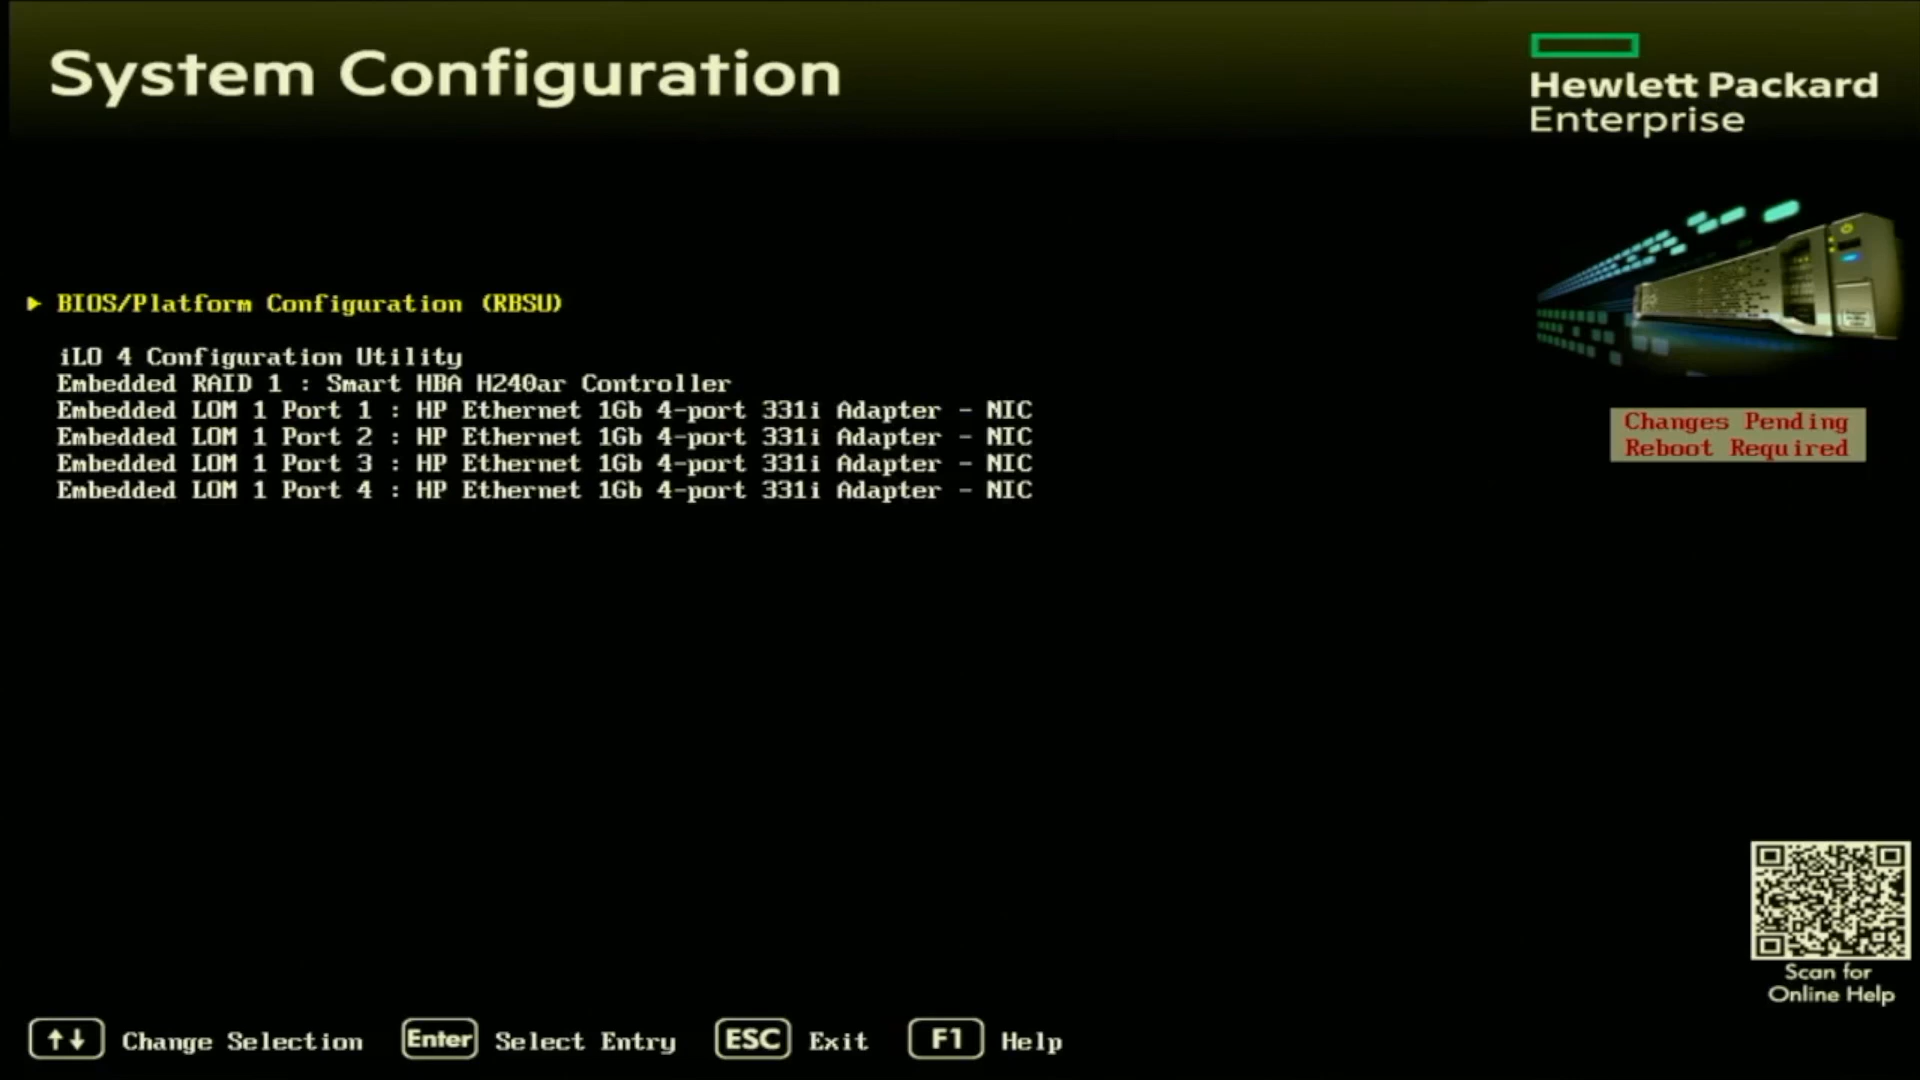 System Configuration
Hewlett Packard
Enterprise
BIOS/Platform Configuration (RBSU)
iLO 4 Configuration Utility
Embedded RAID 1 : Smart HBA H240ar Controller
Embedded LOM 1 Port 1 : HP Ethernet 1Gb 4-port 331i Adapter - NIC
Embedded LOM 1 Port 2 : HP Ethernet 1Gb 4-port 331i Adapter - NIC
Embedded LOM 1 Port 3 : HP Ethernet 1Gb 4-port 331i Adapter - NIC
Embedded LOM 1 Port 4 : HP Ethernet 1Gb 4-port 331i Adapter - NIC
Changes Pending
Reboot Required
Scan for
Online Help
↑↓ Change Selection Enter Select Entry ESC Exit F1 Help